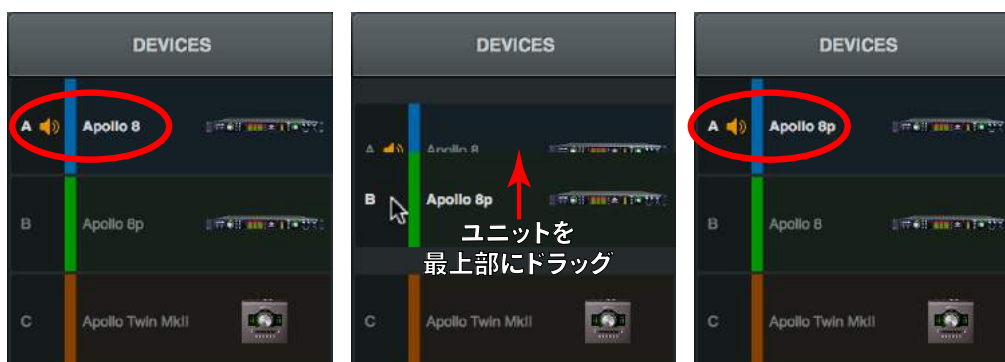 DEVICES
A Apollo 8
B Apollo 8p
C Apollo Twin MkII
DEVICES
A Apollo 8
B Apollo 8p
ユニットを
最上部にドラッグ
C Apollo Twin MkII
DEVICES
A Apollo 8p
B Apollo 8
C Apollo Twin MkII